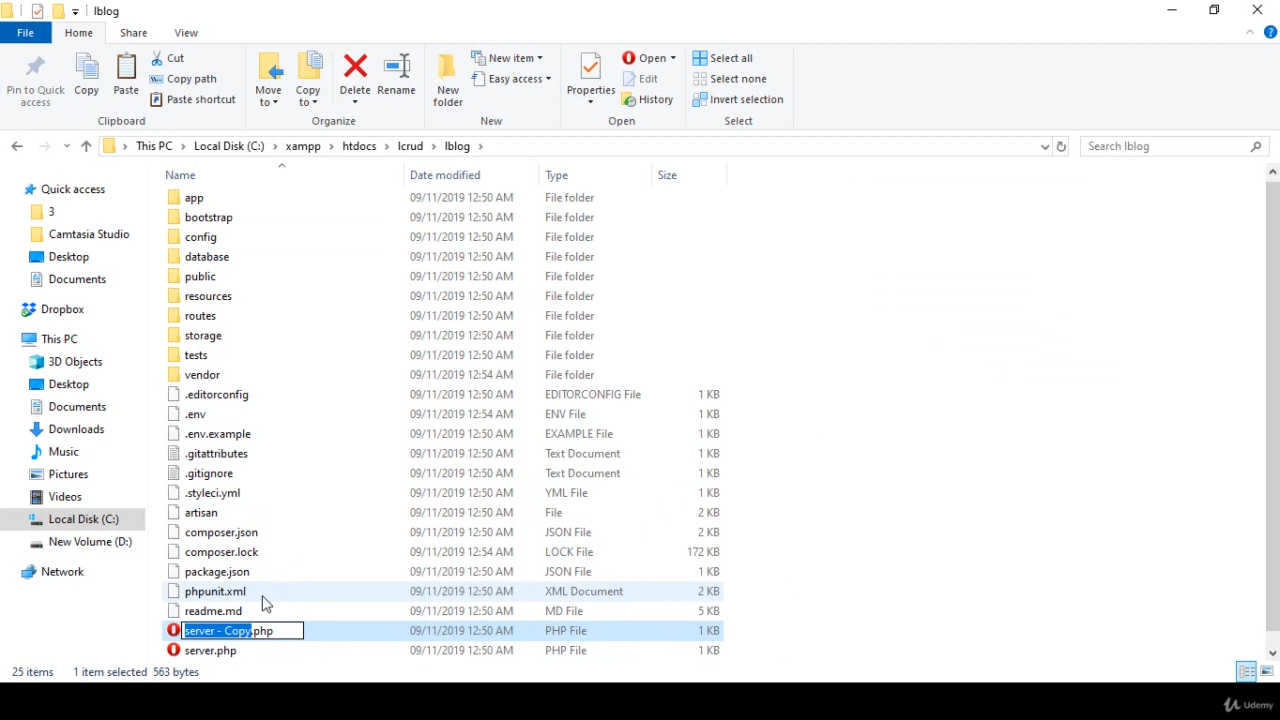 lblog
File Home Share View
Pin to Quick access
Copy
Paste
Cut
Copy path
Paste shortcut
Clipboard
Move to
Copy to
Delete
Rename
Organize
New folder
New item
Easy access
New
Properties
Open
Edit
History
Open
Select all
Select none
Invert selection
Select
This PC > Local Disk (C:) > xampp > htdocs > lcrud > lblog >
Search lblog
Quick access
3
Camtasia Studio
Desktop
Documents
Dropbox
This PC
3D Objects
Desktop
Documents
Downloads
Music
Pictures
Videos
Local Disk (C:)
New Volume (D:)
Network
Name Date modified Type Size
app 09/11/2019 12:50 AM File folder
bootstrap 09/11/2019 12:50 AM File folder
config 09/11/2019 12:50 AM File folder
database 09/11/2019 12:50 AM File folder
public 09/11/2019 12:50 AM File folder
resources 09/11/2019 12:50 AM File folder
routes 09/11/2019 12:50 AM File folder
storage 09/11/2019 12:50 AM File folder
tests 09/11/2019 12:50 AM File folder
vendor 09/11/2019 12:54 AM File folder
.editorconfig 09/11/2019 12:50 AM EDITORCONFIG File 1 KB
.env 09/11/2019 12:54 AM ENV File 1 KB
.env.example 09/11/2019 12:50 AM EXAMPLE File 1 KB
.gitattributes 09/11/2019 12:50 AM Text Document 1 KB
.gitignore 09/11/2019 12:50 AM Text Document 1 KB
.styleci.yml 09/11/2019 12:50 AM YML File 1 KB
artisan 09/11/2019 12:50 AM File 2 KB
composer.json 09/11/2019 12:50 AM JSON File 2 KB
composer.lock 09/11/2019 12:54 AM LOCK File 172 KB
package.json 09/11/2019 12:50 AM JSON File 2 KB
phpunit.xml 09/11/2019 12:50 AM XML Document 2 KB
readme.md 09/11/2019 12:50 AM MD File 5 KB
server - Copy.php 09/11/2019 12:50 AM PHP File 1 KB
server.php 09/11/2019 12:50 AM PHP File 1 KB
25 items 1 item selected 563 bytes
Udemy